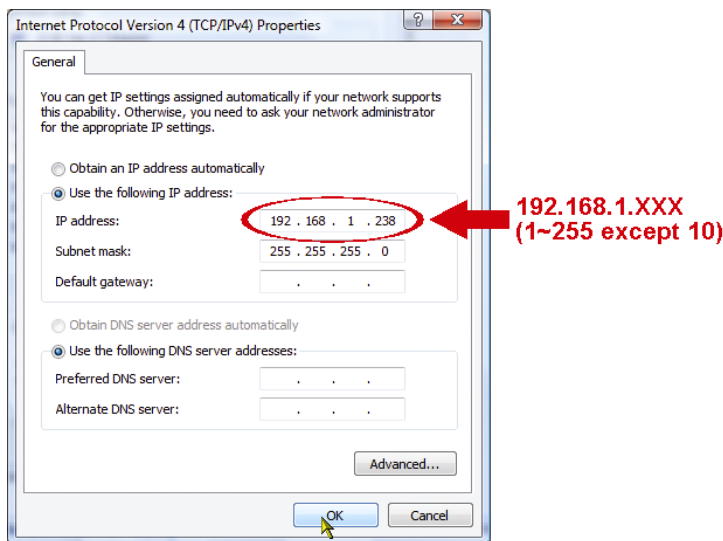 Internet Protocol Version 4 (TCP/IPv4) Properties
General
You can get IP settings assigned automatically if your network supports
this capability. Otherwise, you need to ask your network administrator
for the appropriate IP settings.
Obtain an IP address automatically
Use the following IP address:
IP address: 192 . 168 . 1 . 238
192.168.1.XXX
(1~255 except 10)
Subnet mask: 255 . 255 . 255 . 0
Default gateway: . . .
Obtain DNS server address automatically
Use the following DNS server addresses:
Preferred DNS server: . . .
Alternate DNS server: . . .
Advanced...
OK Cancel